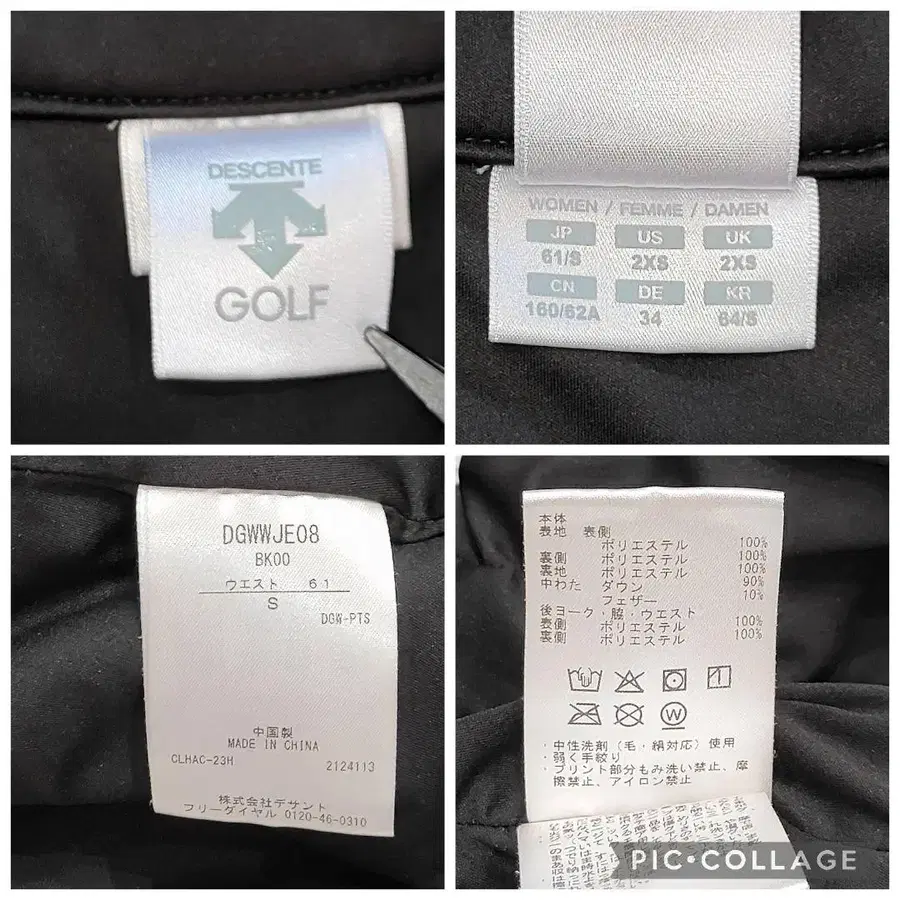 DESCENTE
GOLF
WOMEN / FEMME / DAMEN
JP US UK
61/S 2XS 2XS
CN DE KR
160/62A 34 64/S
DGWWJE08
BK00
ウエスト 61
S
DGW-PTS
中国製
MADE IN CHINA
CLHAC-23H 2124113
株式会社デサント
フリーダイヤル 0120-46-0310
本体
表地 表側
ポリエステル 100%
裏側 ポリエステル 100%
裏地 ポリエステル 100%
中わた ダウン 90%
フェザー 10%
後ヨーク・脇・ウエスト
表側 ポリエステル 100%
裏側 ポリエステル 100%
W
・中性洗剤(毛・絹対応)使用
・弱く手絞り
・プリント部分もみ洗い禁止、摩
擦禁止、アイロン禁止
PIC•COLLAGE